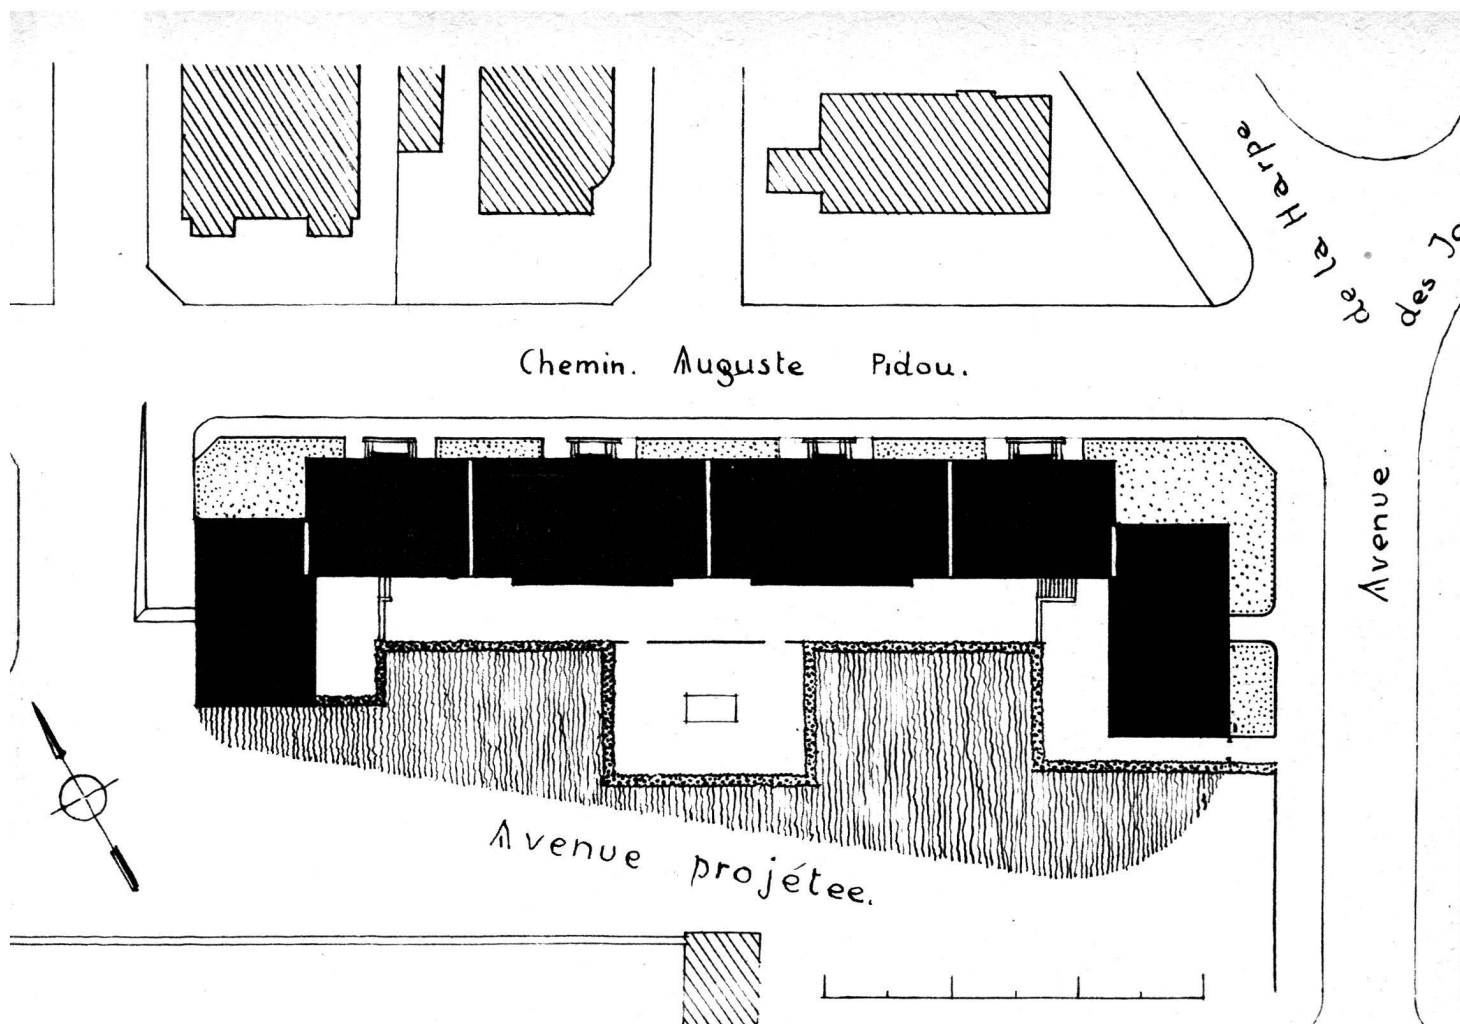 de la Harpe
des
Chemin. Auguste Pidou.
Avenue
Avenue projétee.